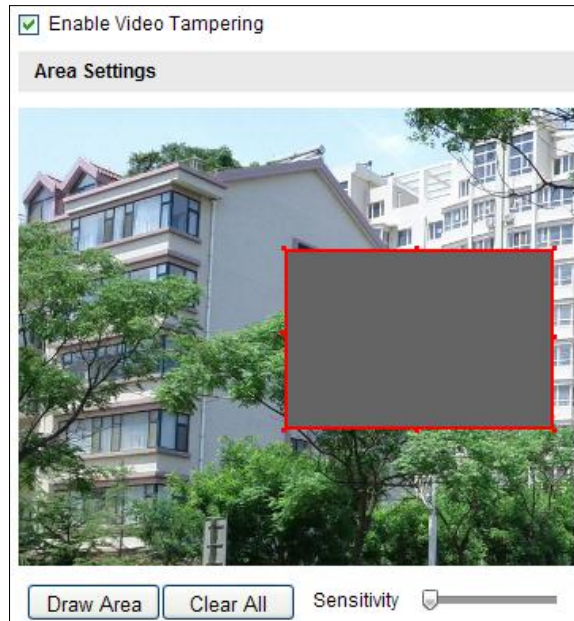 Enable Video Tampering
Area Settings
Draw Area
Clear All
Sensitivity